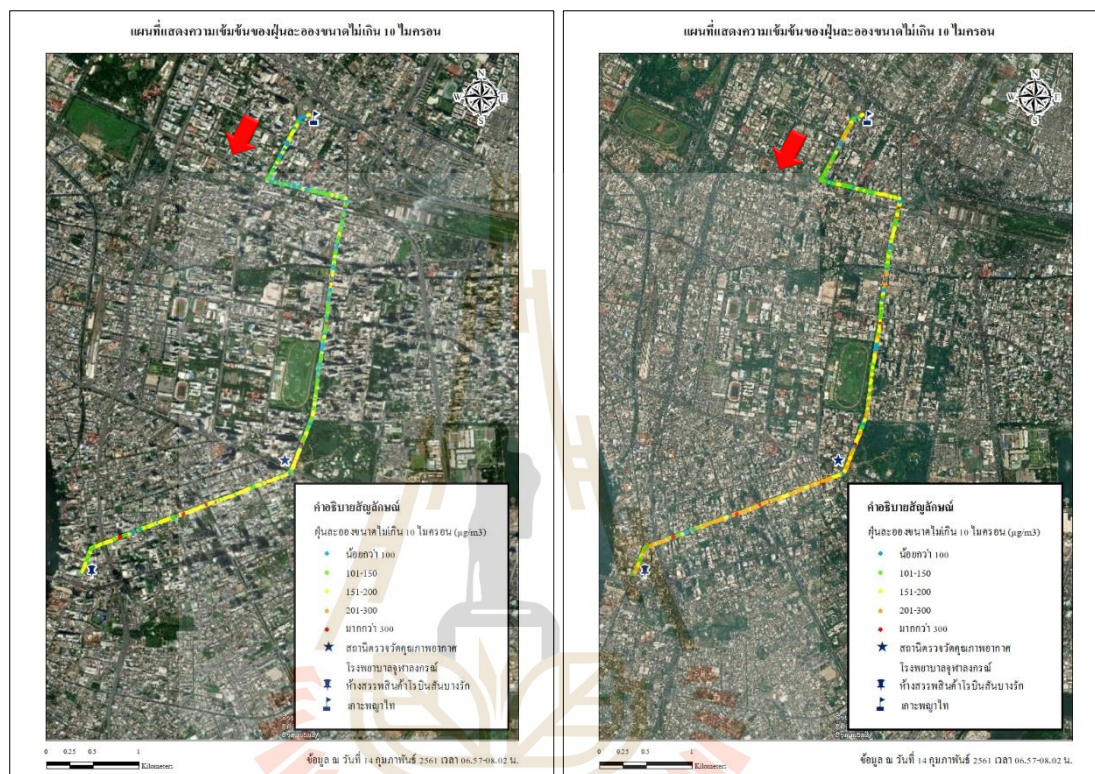 แผนที่แสดงความเข้มข้นของฝุ่นละอองขนาดไม่เกิน 10 ไมครอน
N
W E
S
คำอธิบายสัญลักษณ์
ฝุ่นละอองขนาดไม่เกิน 10 ไมครอน (µg/m3)
น้อยกว่า 100
101-150
151-200
201-300
มากกว่า 300
สถานีตรวจวัดคุณภาพอากาศ
โรงพยาบาลจุฬาลงกรณ์
ห้างสรรพสินค้าโรบินสันบางรัก
เกาะพญาไท
0 0.25 0.5 1
Kilometers
ข้อมูล ณ วันที่ 14 กุมภาพันธ์ 2561 เวลา 06.57-08.02 น.
แผนที่แสดงความเข้มข้นของฝุ่นละอองขนาดไม่เกิน 10 ไมครอน
N
W E
S
คำอธิบายสัญลักษณ์
ฝุ่นละอองขนาดไม่เกิน 10 ไมครอน (µg/m3)
น้อยกว่า 100
101-150
151-200
201-300
มากกว่า 300
สถานีตรวจวัดคุณภาพอากาศ
โรงพยาบาลจุฬาลงกรณ์
ห้างสรรพสินค้าโรบินสันบางรัก
เกาะพญาไท
0 0.25 0.5 1
Kilometers
ข้อมูล ณ วันที่ 14 กุมภาพันธ์ 2561 เวลา 06.57-08.02 น.